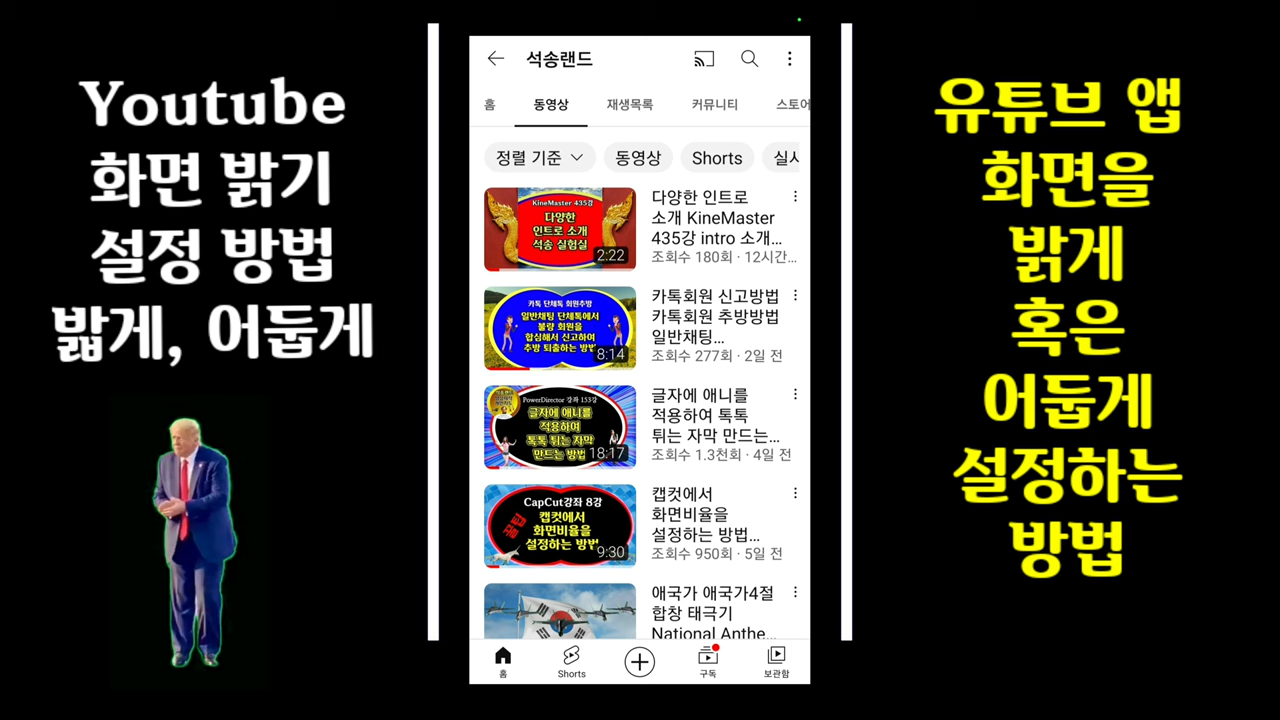 Youtube
화면 밝기
설정 방법
밟게, 어둡게
석송랜드
홈
동영상
재생목록
커뮤니티
스토어
정렬 기준
동영상
Shorts
실시
KineMaster 435강
다양한
인트로 소개
석송 실험실
2:22
다양한 인트로
소개 KineMaster
435강 intro 소개...
조회수 180회 · 12시간...
카톡 단체톡 회원추방
일반채팅 단체톡에서
불량 회원을
합심해서 신고하여
추방 퇴출하는 방법
8:14
카톡회원 신고방법
카톡회원 추방방법
일반채팅...
조회수 277회 · 2일 전
PowerDirector 강좌 153강
글자에 애니를
적용하여
톡톡 튀는 자막
만드는 방법
18:17
글자에 애니를
적용하여 톡톡
튀는 자막 만드는...
조회수 1.3천회 · 4일 전
CapCut강좌 8강
꿀팁
캡컷에서
화면비율을
설정하는 방법
9:30
캡컷에서
화면비율을
설정하는 방법...
조회수 950회 · 5일 전
애국가 애국가4절
합창 태극기
National Anthe...
홈
Shorts
구독
보관함
유튜브 앱
화면을
밝게
혹은
어둡게
설정하는
방법